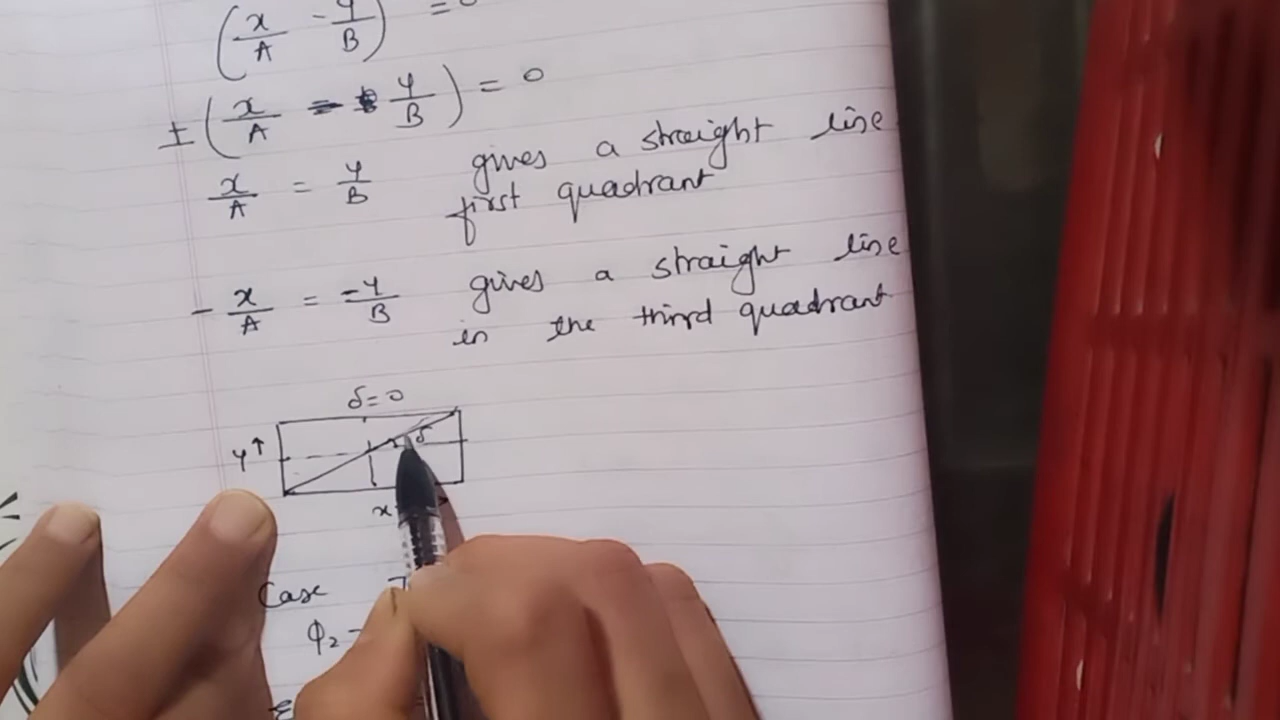 (x/A - y/B) = 0
± (x/A - y/B) = 0
x/A = y/B gives a straight line
first quadrant
- x/A = -y/B gives a straight line
in the third quadrant
δ=0
y↑ δ
x
Case
φ₂ -